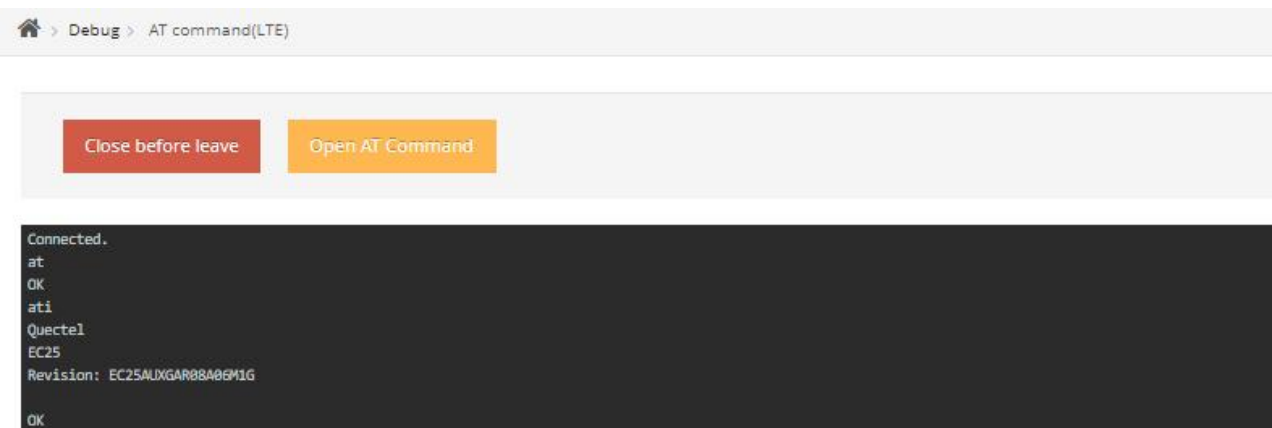 > Debug > AT command(LTE)
Close before leave
Open AT Command
Connected.
at
OK
ati
Quectel
EC25
Revision: EC25AUXGAR08A06M1G
OK